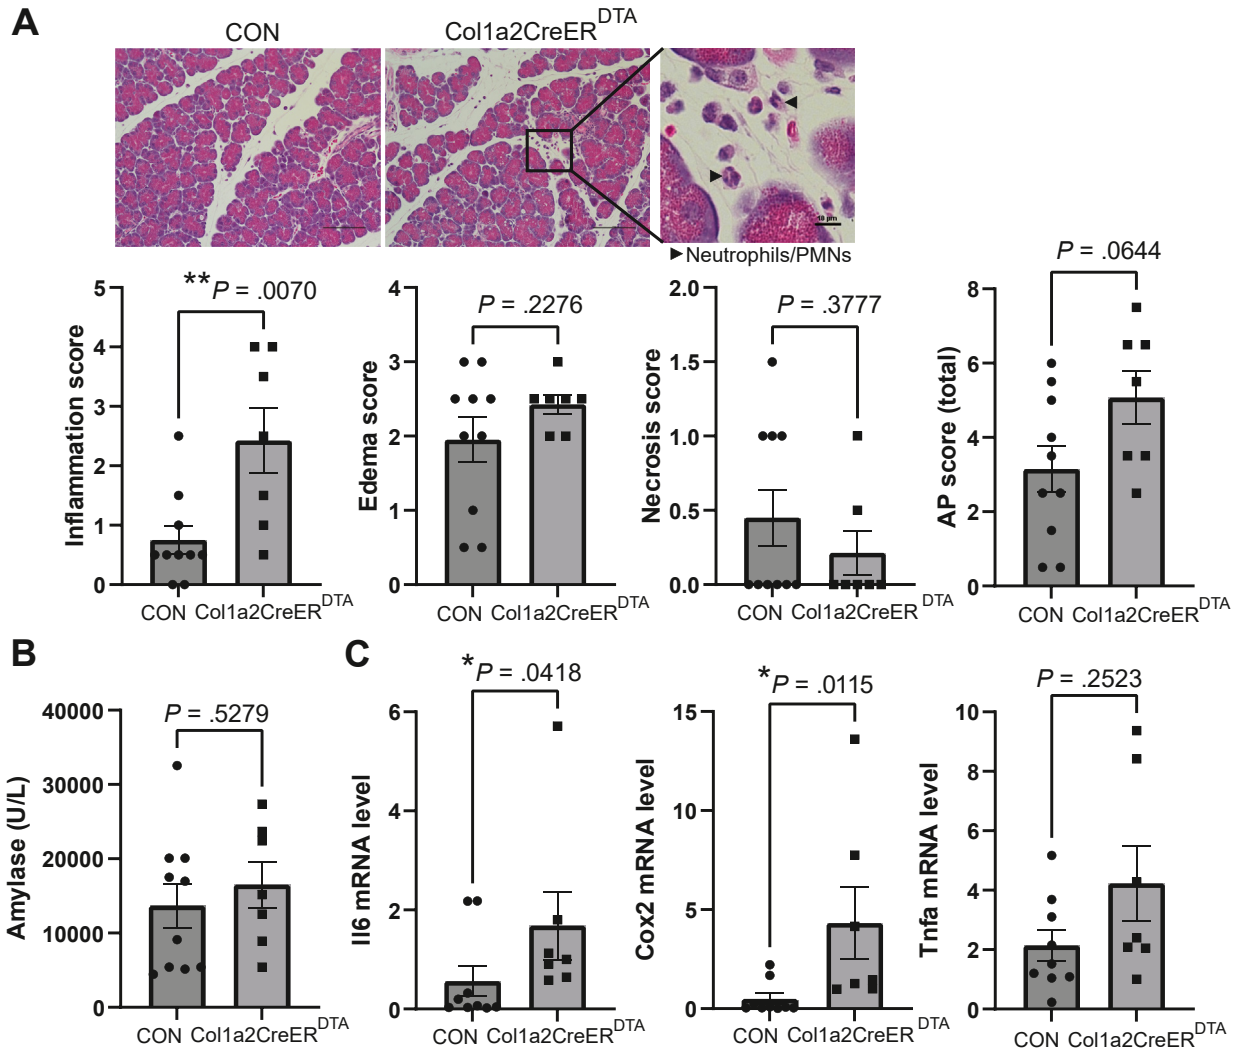 A
CON
Col1a2CreER^DTA
18 µm
►Neutrophils/PMNs
**P = .0070
Inflammation score
5
4
3
2
1
0
CON
Col1a2CreER^DTA
P = .2276
Edema score
4
3
2
1
0
CON
Col1a2CreER^DTA
P = .3777
Necrosis score
2.0
1.5
1.0
0.5
0.0
CON
Col1a2CreER^DTA
P = .0644
AP score (total)
8
6
4
2
0
CON
Col1a2CreER^DTA
B
P = .5279
Amylase (U/L)
40000
30000
20000
10000
0
CON
Col1a2CreER^DTA
C
*P = .0418
Il6 mRNA level
6
4
2
0
CON
Col1a2CreER^DTA
*P = .0115
Cox2 mRNA level
15
10
5
0
CON
Col1a2CreER^DTA
P = .2523
Tnfa mRNA level
10
8
6
4
2
0
CON
Col1a2CreER^DTA